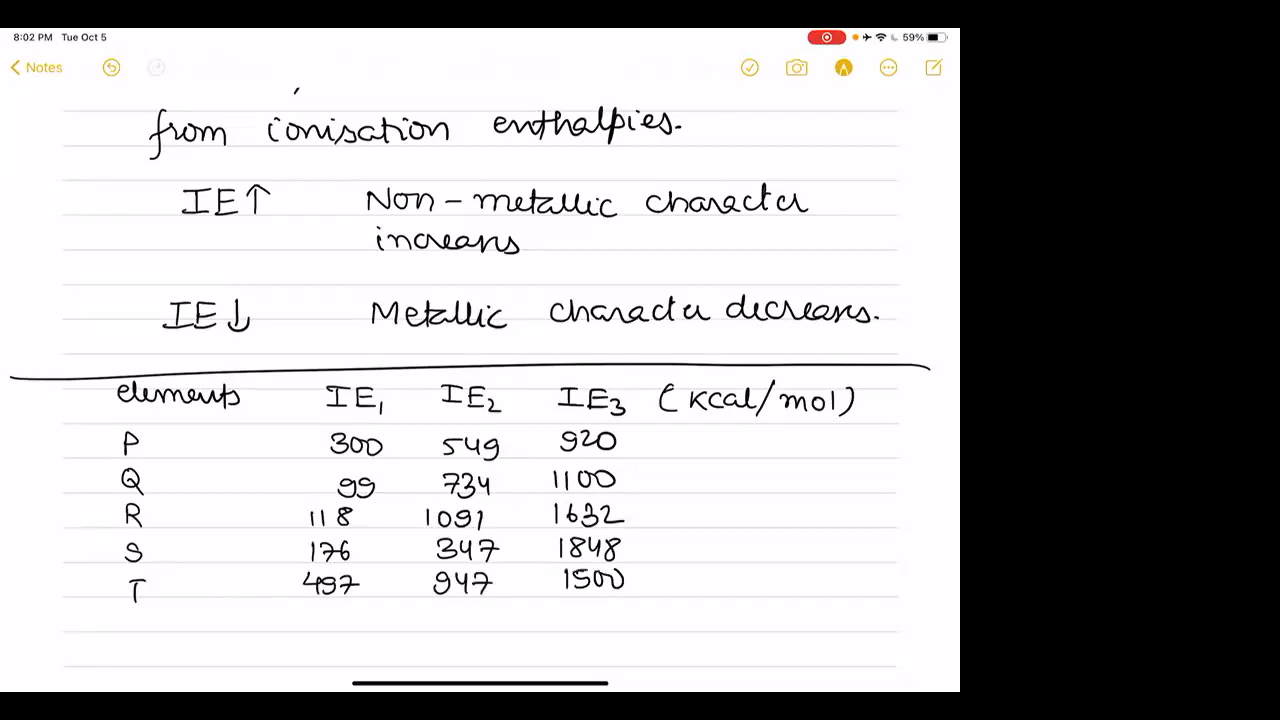 8:02 PM Tue Oct 5 59%
Notes
from ionisation enthalpies.
IE↑ Non-metallic character
increases
IE↓ Metallic character decreases.
elements IE₁ IE₂ IE₃ (kcal/mol)
P 300 549 920
Q 99 734 1100
R 118 1091 1632
S 176 347 1848
T 497 947 1500